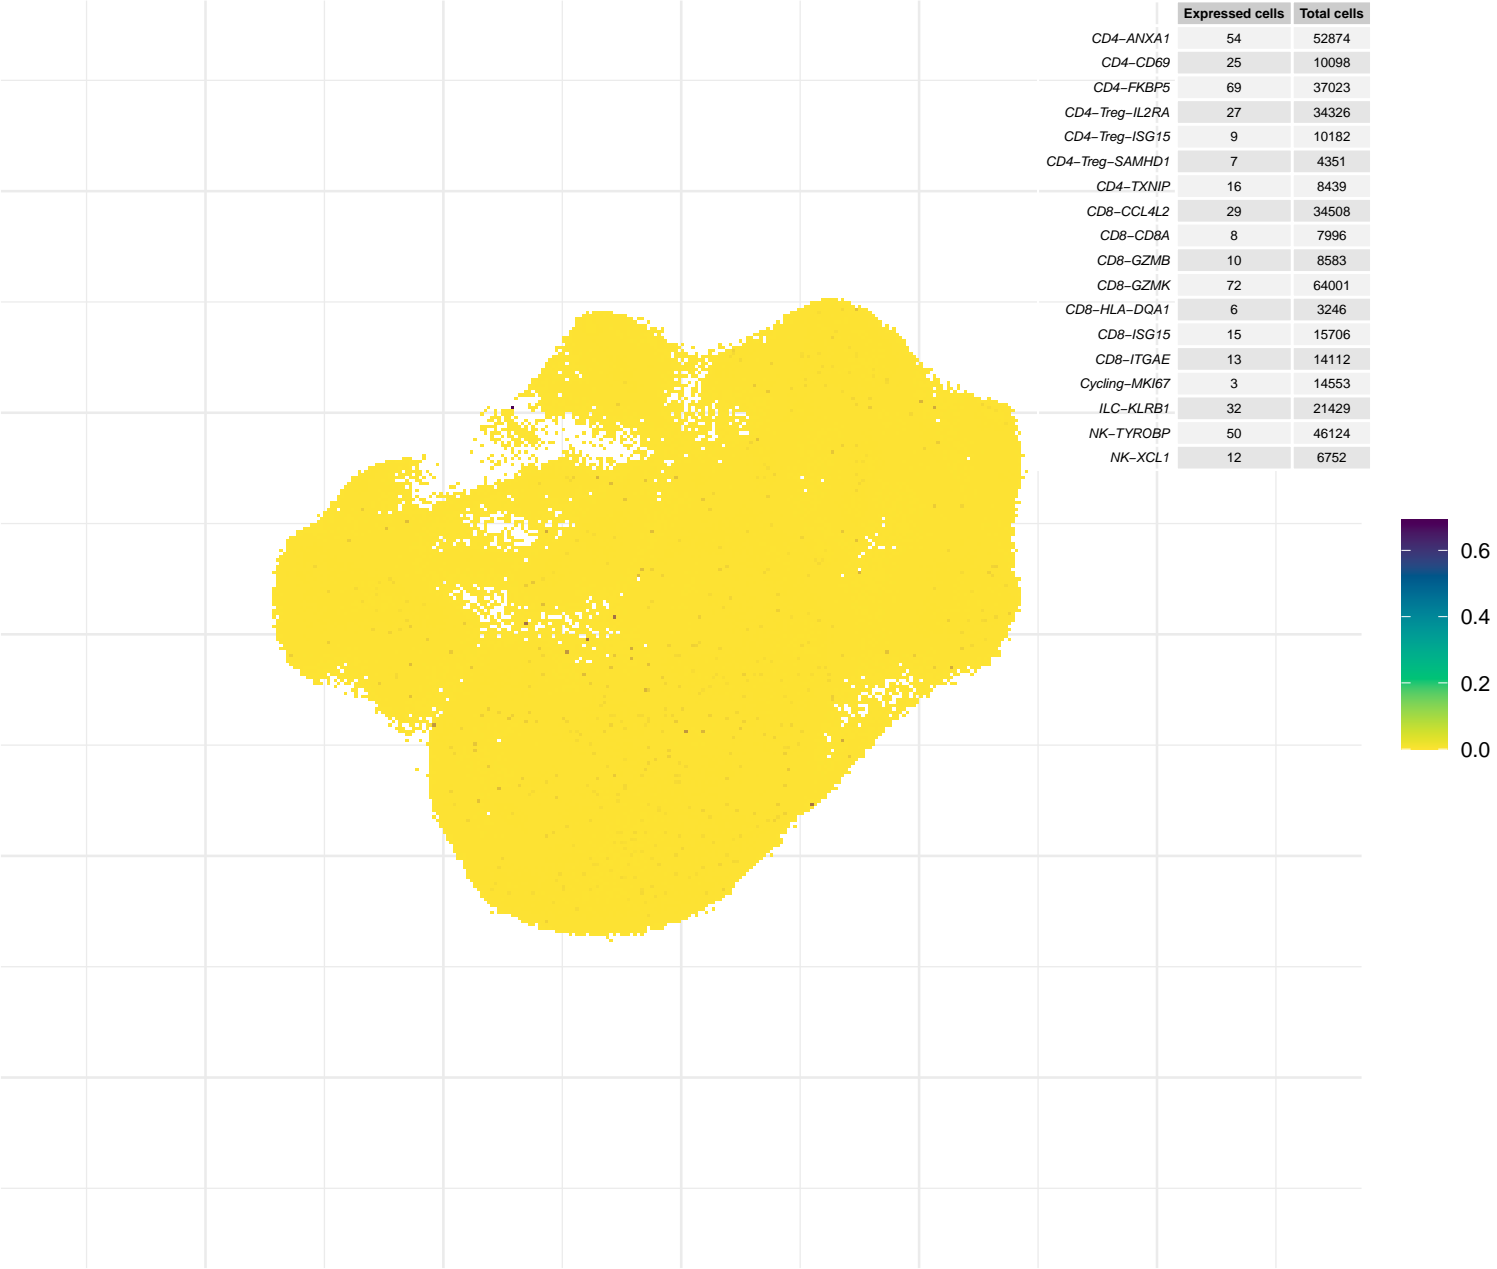 Expressed cells Total cells
CD4−ANXA1 54 52874
CD4−CD69 25 10098
CD4−FKBP5 69 37023
CD4−Treg−IL2RA 27 34326
CD4−Treg−ISG15 9 10182
CD4−Treg−SAMHD1 7 4351
CD4−TXNIP 16 8439
CD8−CCL4L2 29 34508
CD8−CD8A 8 7996
CD8−GZMB 10 8583
CD8−GZMK 72 64001
CD8−HLA−DQA1 6 3246
CD8−ISG15 15 15706
CD8−ITGAE 13 14112
Cycling−MKI67 3 14553
ILC−KLRB1 32 21429
NK−TYROBP 50 46124
NK−XCL1 12 6752
0.6
0.4
0.2
0.0